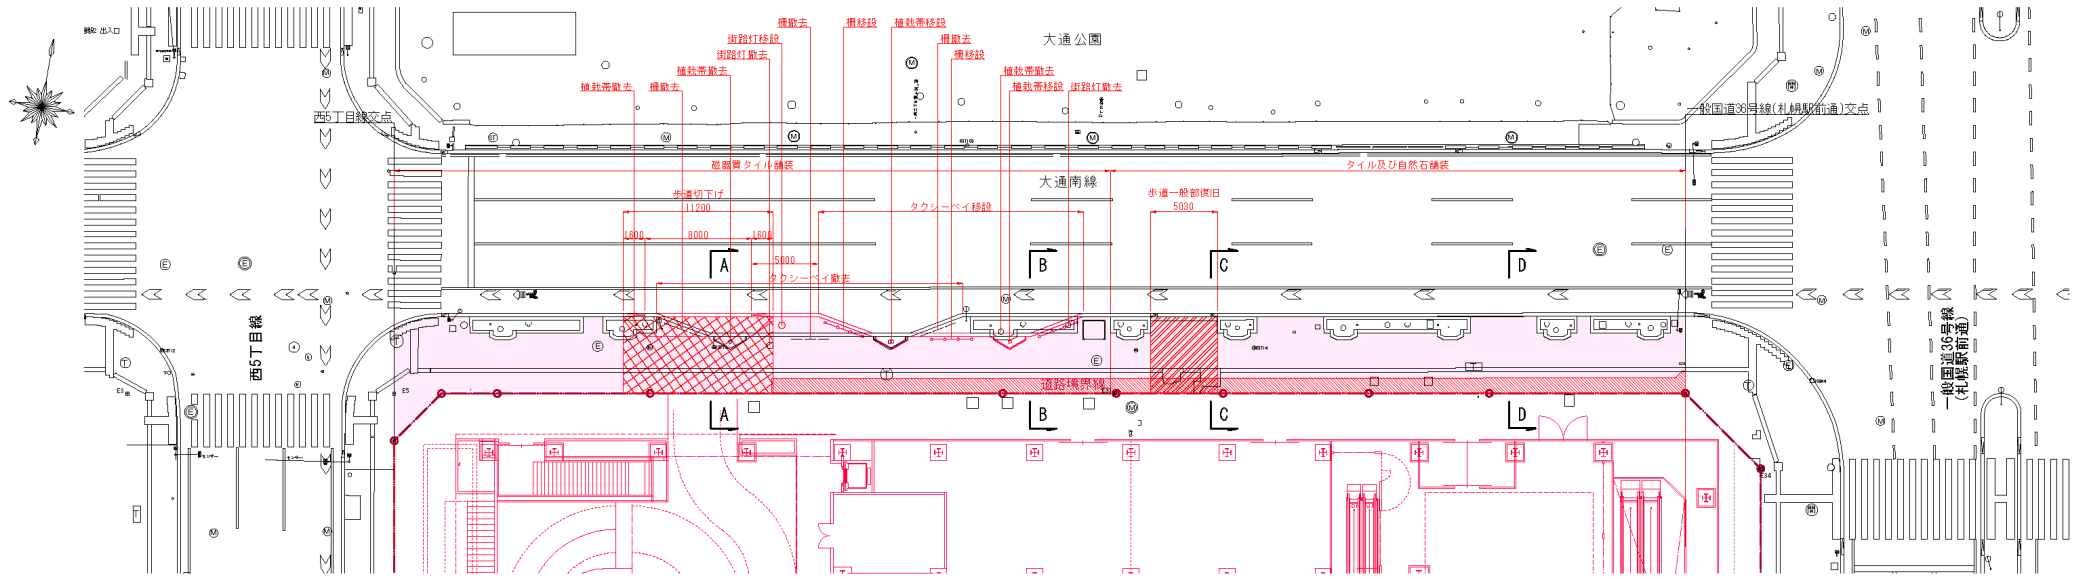 柵撤去
柵移設
植栽帯移設
大通公園
街路灯移設
柵撤去
街路灯撤去
柵移設
植栽帯撤去
植栽帯撤去
植栽帯撤去
柵撤去
植栽帯移設
街路灯撤去
西5丁目線交点
一般国道36号線(札幌駅前通)交点
磁器質タイル舗装
タイル及び自然石舗装
大通南線
歩道切下げ
11200
タクシーベイ移設
歩道一般部復旧
5030
1600
8000
1600
A
B
C
D
5000
タクシーベイ撤去
西5丁目線
一般国道36号線
(札幌駅前通)
道路境界線
A
B
C
D